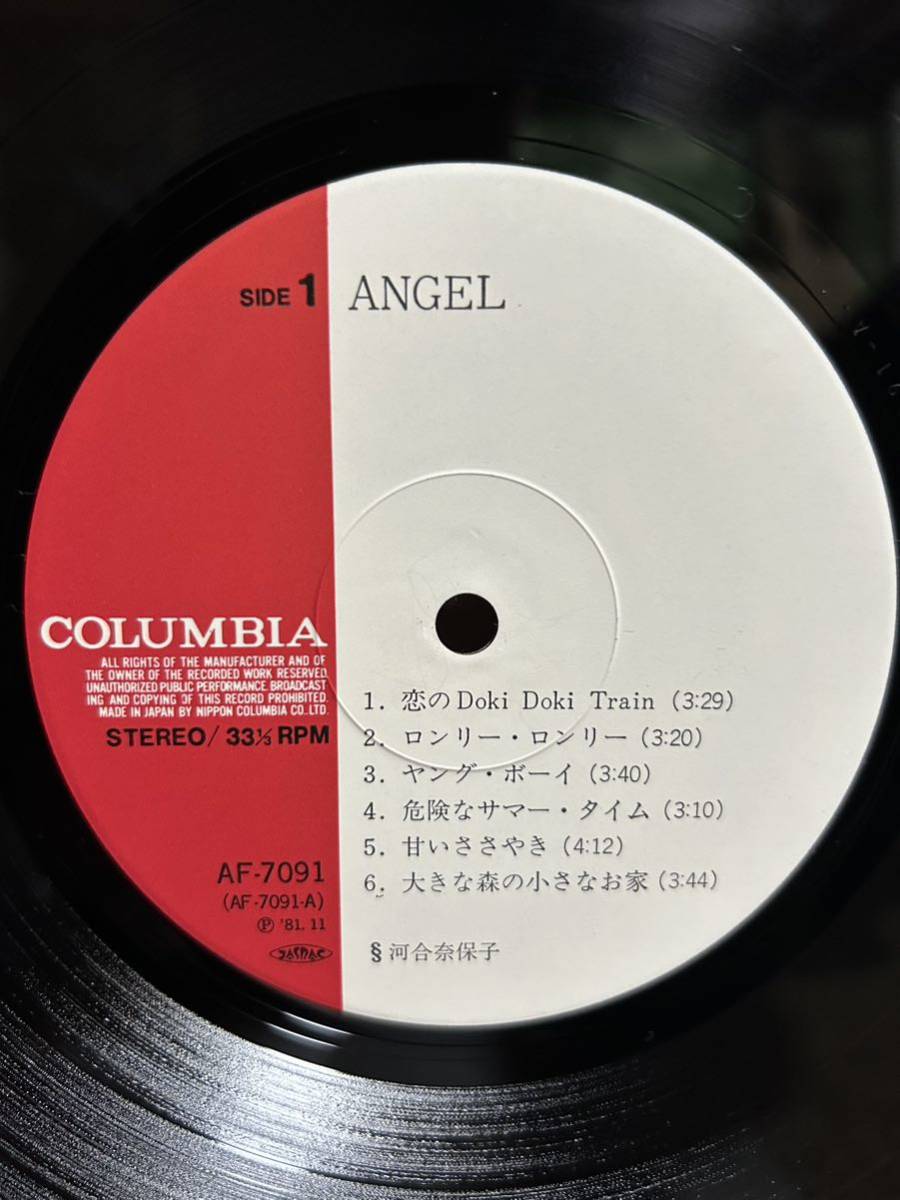 SIDE 1
ANGEL
COLUMBIA
ALL RIGHTS OF THE MANUFACTURER AND OF
THE OWNER OF THE RECORDED WORK RESERVED.
UNAUTHORIZED PUBLIC PERFORMANCE BROADCAST
ING AND COPYING OF THIS RECORD PROHIBITED.
MADE IN JAPAN BY NIPPON COLUMBIA CO. LTD.
STEREO/ 33⅓ RPM
AF-7091
(AF-7091-A)
Ⓟ '81. 11
JASRAC
1. 恋のDoki Doki Train (3:29)
2. ロンリー・ロンリー (3:20)
3. ヤング・ボーイ (3:40)
4. 危険なサマー・タイム (3:10)
5. 甘いささやき (4:12)
6. 大きな森の小さなお家 (3:44)
§ 河合奈保子